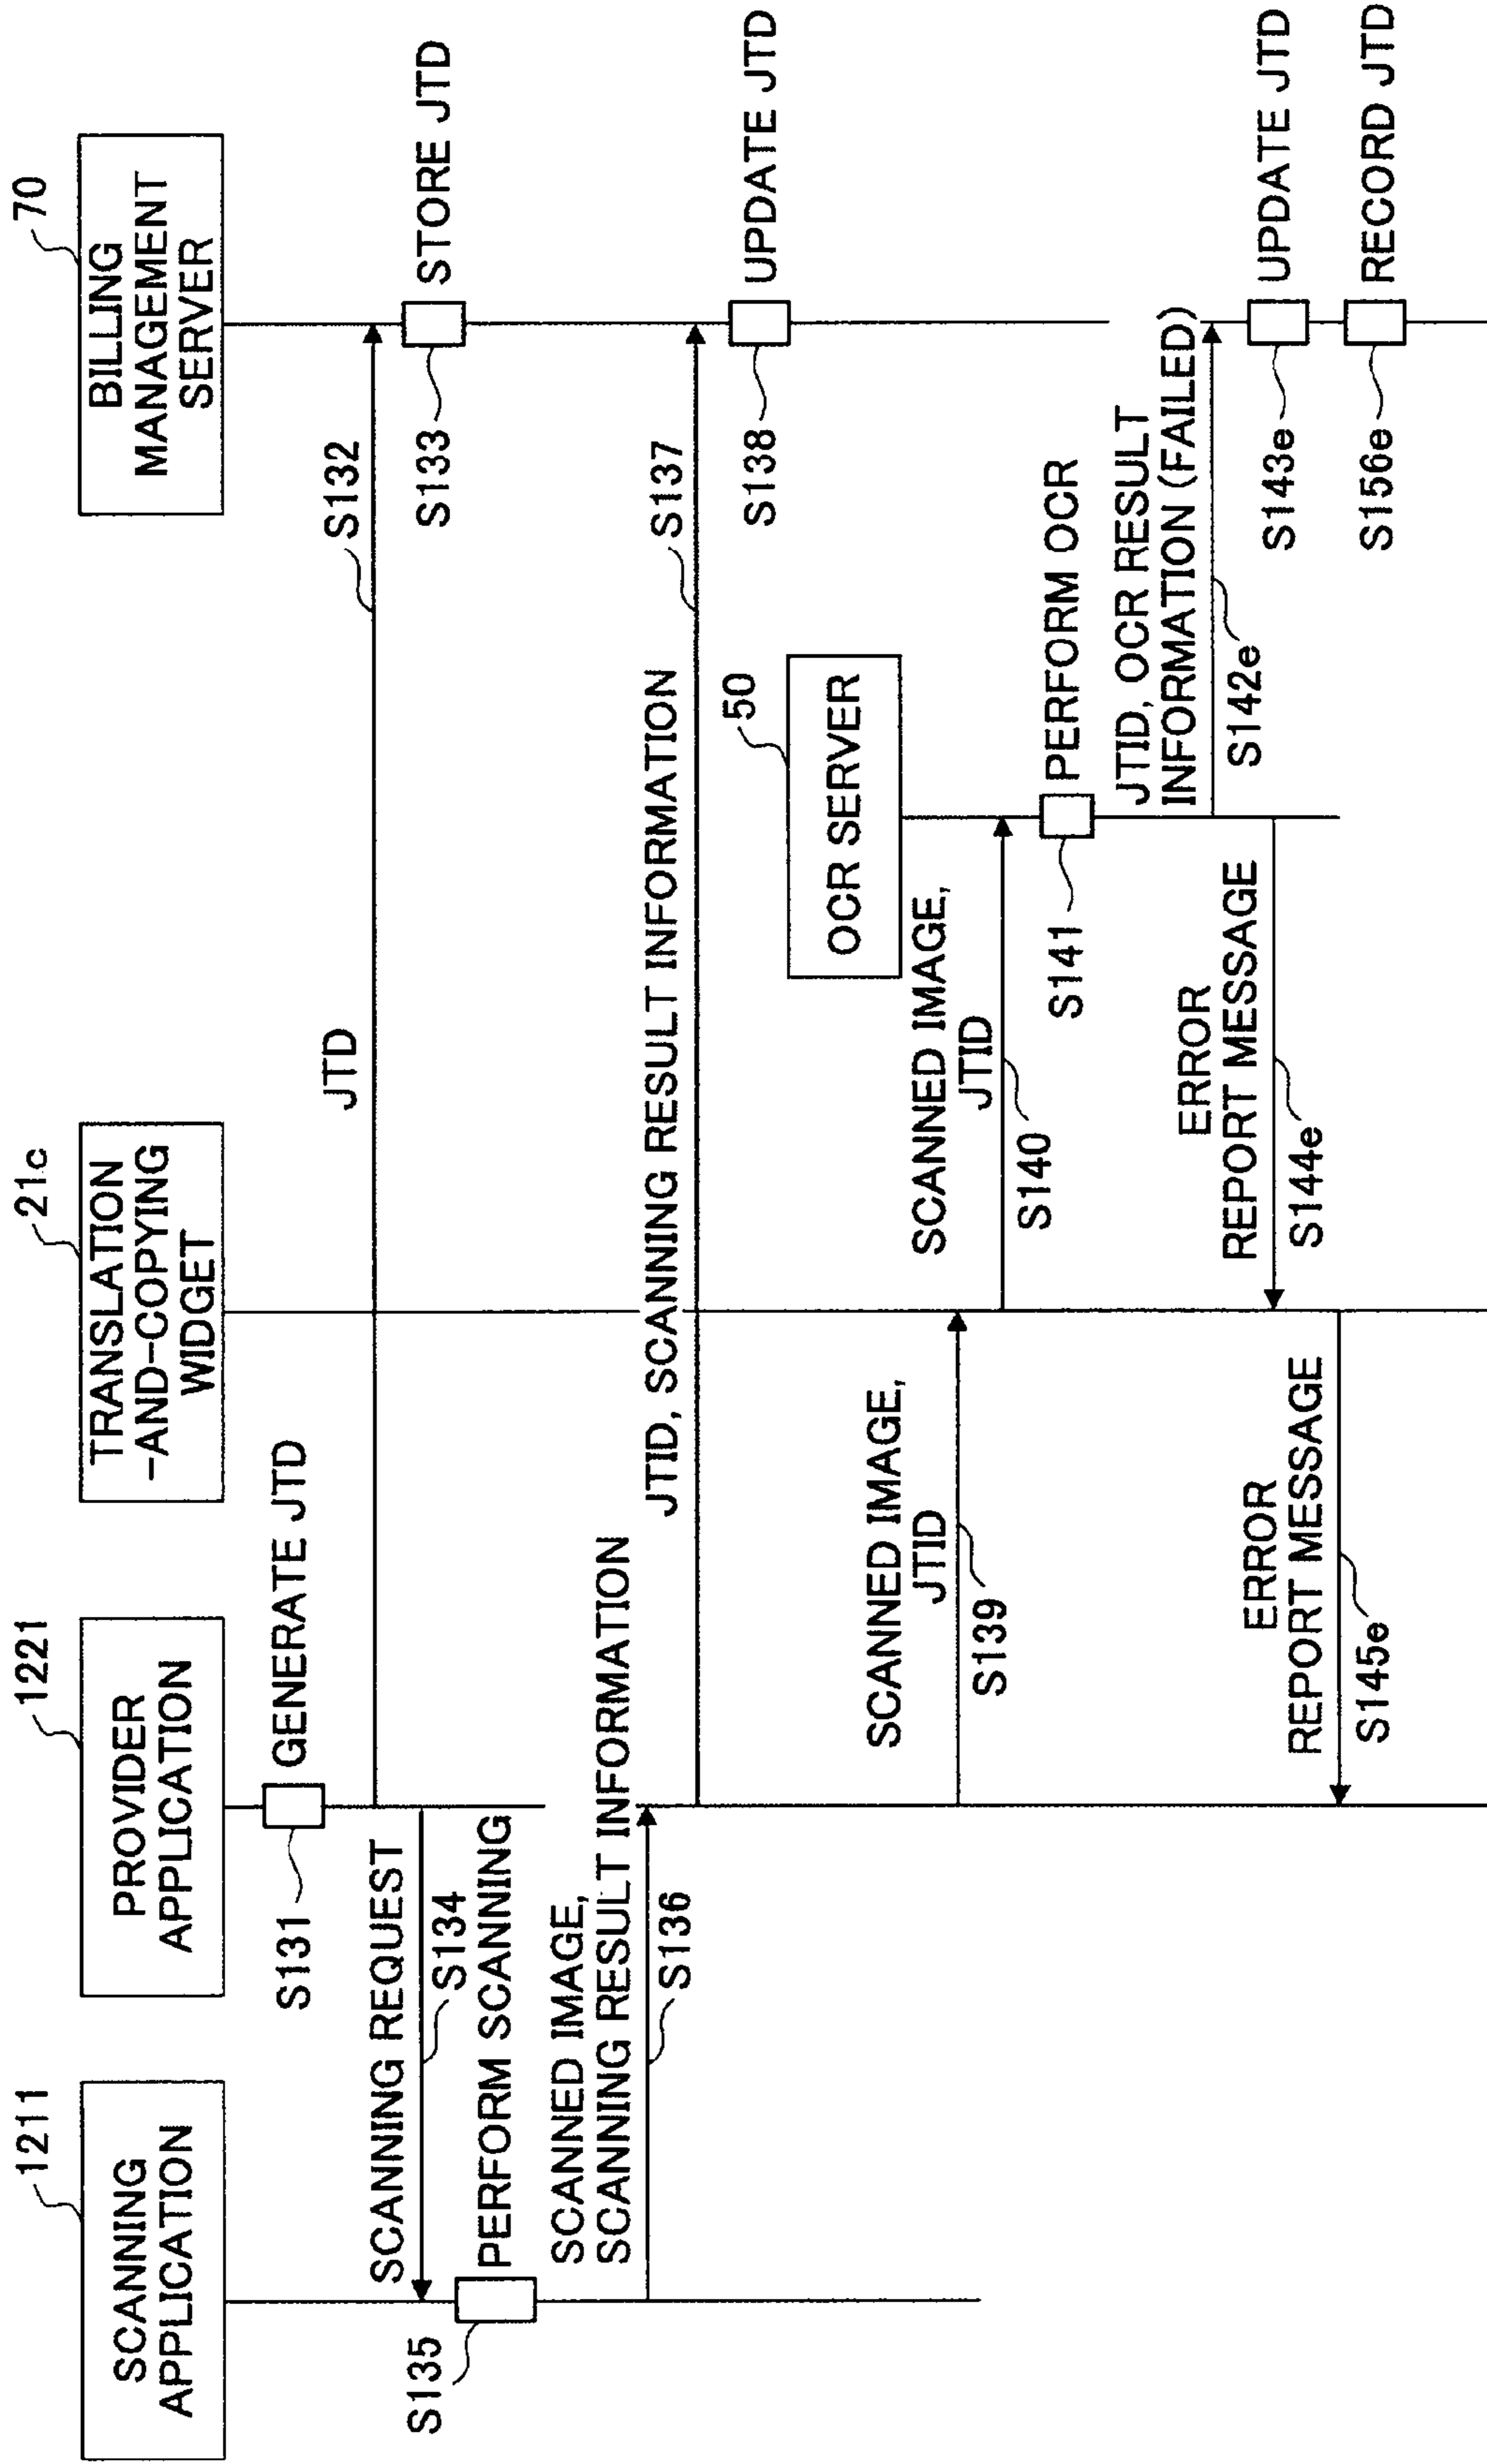 1211
SCANNING
APPLICATION
1221
PROVIDER
APPLICATION
21c
TRANSLATION
-AND-COPYING
WIDGET
70
BILLING
MANAGEMENT
SERVER
S131
GENERATE JTD
JTD
S132
S133
STORE JTD
SCANNING REQUEST
S134
S135
PERFORM SCANNING
SCANNED IMAGE,
SCANNING RESULT INFORMATION
S136
JTID, SCANNING RESULT INFORMATION
S137
S138
UPDATE JTD
50
OCR SERVER
SCANNED IMAGE,
JTID
S139
SCANNED IMAGE,
JTID
S140
S141
PERFORM OCR
JTID, OCR RESULT
INFORMATION (FAILED)
S142e
S143e
UPDATE JTD
ERROR
REPORT MESSAGE
S144e
ERROR
REPORT MESSAGE
S145e
S156e
RECORD JTD